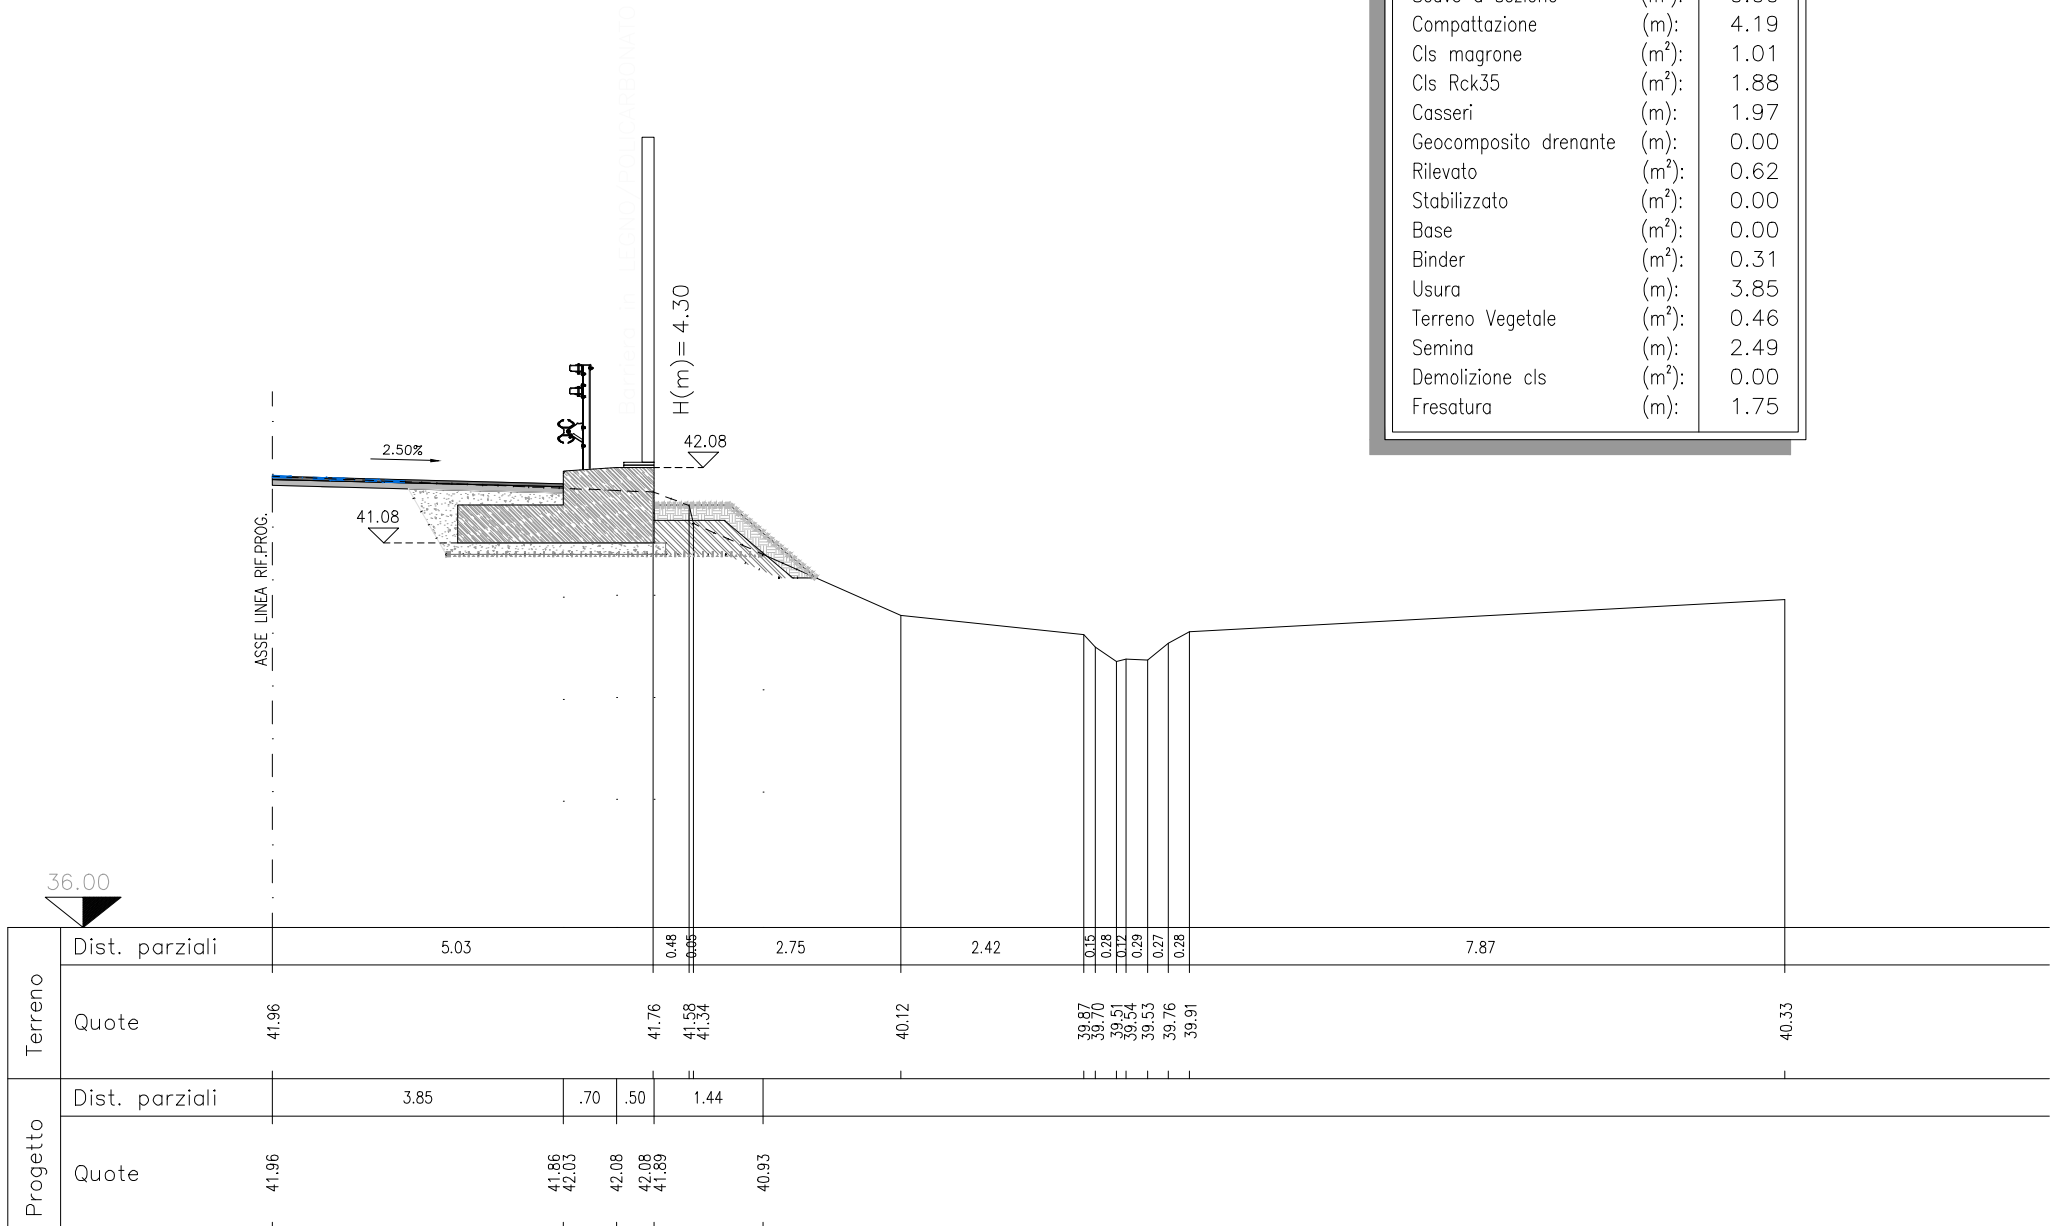 Compattazione (m): 4.19
Cls magrone (m²): 1.01
Cls Rck35 (m²): 1.88
Casseri (m): 1.97
Geocomposito drenante (m): 0.00
Rilevato (m²): 0.62
Stabilizzato (m²): 0.00
Base (m²): 0.00
Binder (m²): 0.31
Usura (m): 3.85
Terreno Vegetale (m²): 0.46
Semina (m): 2.49
Demolizione cls (m²): 0.00
Fresatura (m): 1.75
H(m)= 4.30
42.08
2.50%
41.08
ASSE LINEA RIF.PROG.
36.00
Terreno
Dist. parziali 5.03 0.48 0.05 2.75 2.42 0.15 0.28 0.12 0.29 0.27 0.28 7.87
Quote 41.96 41.76 41.58 41.34 40.12 39.87 39.70 39.51 39.54 39.53 39.76 39.91 40.33
Progetto
Dist. parziali 3.85 .70 .50 1.44
Quote 41.96 41.86 42.03 42.08 42.08 41.89 40.93